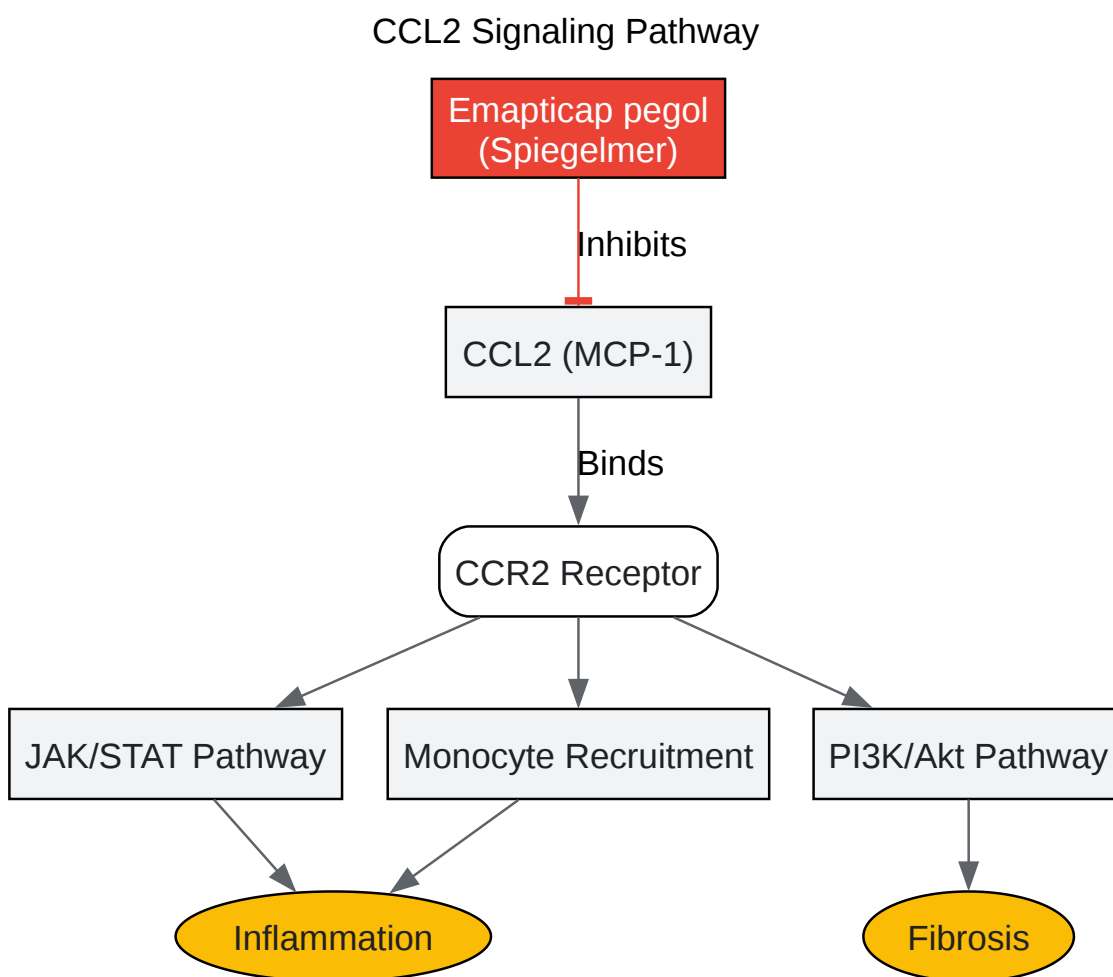 CCL2 Signaling Pathway
Emapticap pegol
(Spiegelmer)
Inhibits
CCL2 (MCP-1)
Binds
CCR2 Receptor
JAK/STAT Pathway
Monocyte Recruitment
PI3K/Akt Pathway
Inflammation
Fibrosis